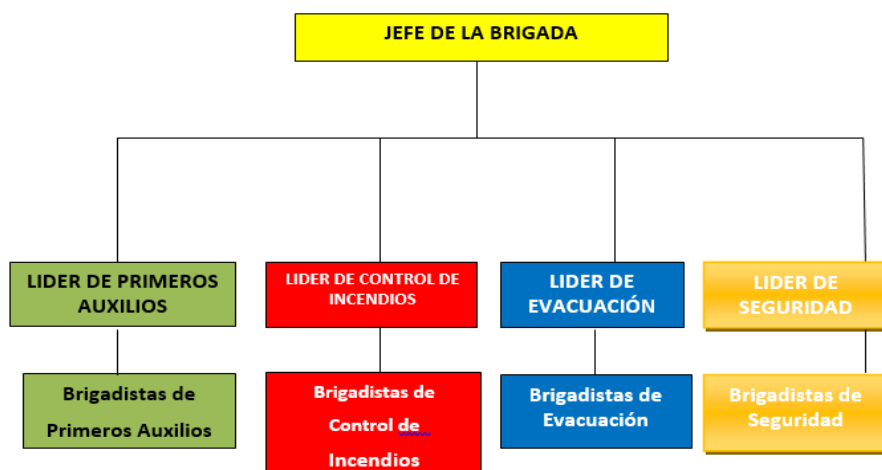 JEFE DE LA BRIGADA
LIDER DE PRIMEROS
AUXILIOS
LIDER DE CONTROL DE
INCENDIOS
LIDER DE
EVACUACIÓN
LIDER DE
SEGURIDAD
Brigadistas de
Primeros Auxilios
Brigadistas de
Control de
Incendios
Brigadistas de
Evacuación
Brigadistas de
Seguridad